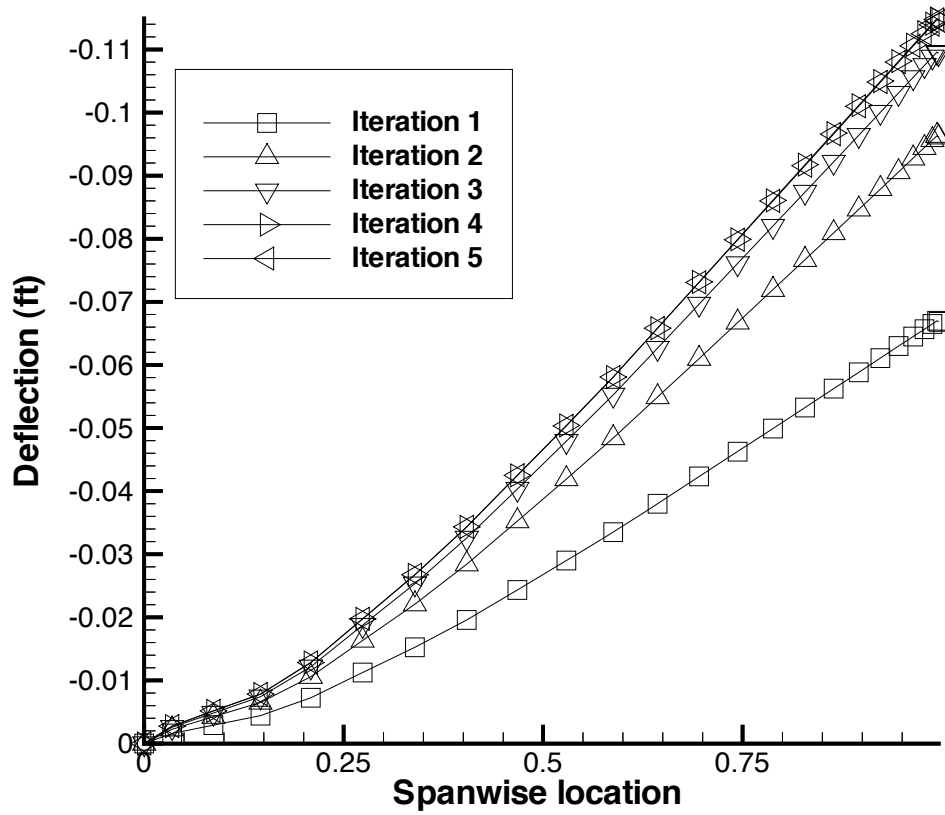 -0.11
-0.1
-0.09
-0.08
-0.07
-0.06
-0.05
-0.04
-0.03
-0.02
-0.01
0
Deflection (ft)
Iteration 1
Iteration 2
Iteration 3
Iteration 4
Iteration 5
0 0.25 0.5 0.75
Spanwise location